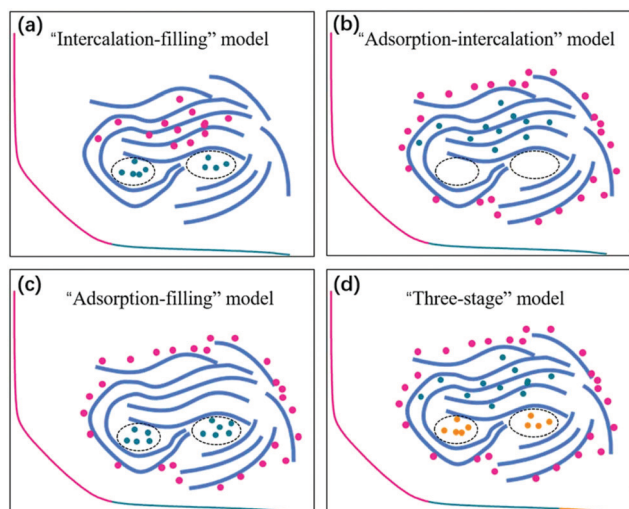 (a)
“Intercalation-filling” model
(b)
“Adsorption-intercalation” model
(c)
“Adsorption-filling” model
(d)
“Three-stage” model